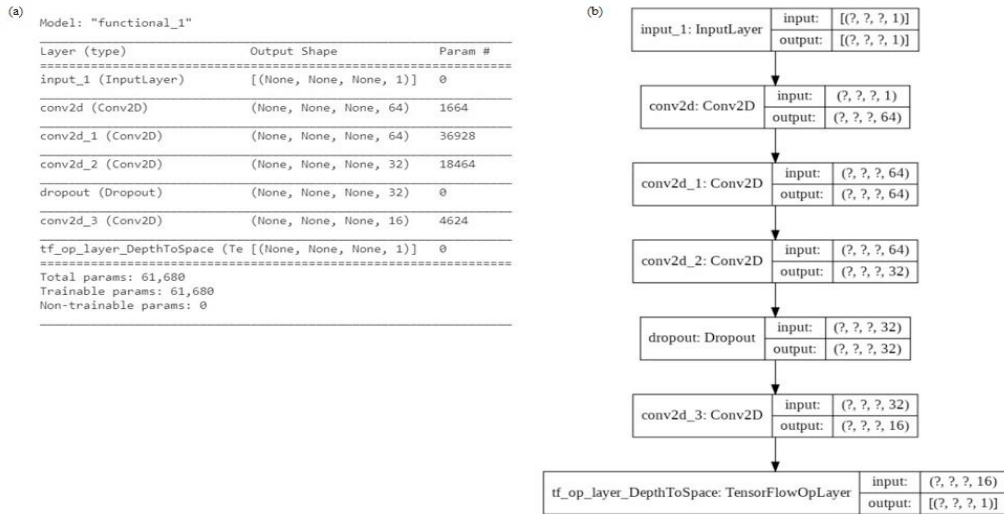 (a)
Model: "functional_1"
Layer (type) Output Shape Param #
input_1 (InputLayer) [(None, None, None, 1)] 0
conv2d (Conv2D) (None, None, None, 64) 1664
conv2d_1 (Conv2D) (None, None, None, 64) 36928
conv2d_2 (Conv2D) (None, None, None, 32) 18464
dropout (Dropout) (None, None, None, 32) 0
conv2d_3 (Conv2D) (None, None, None, 16) 4624
tf_op_layer_DepthToSpace (Te [(None, None, None, 1)] 0
Total params: 61,680
Trainable params: 61,680
Non-trainable params: 0
(b)
input_1: InputLayer
input: [(?, ?, ?, 1)]
output: [(?, ?, ?, 1)]
conv2d: Conv2D
input: (?, ?, ?, 1)
output: (?, ?, ?, 64)
conv2d_1: Conv2D
input: (?, ?, ?, 64)
output: (?, ?, ?, 64)
conv2d_2: Conv2D
input: (?, ?, ?, 64)
output: (?, ?, ?, 32)
dropout: Dropout
input: (?, ?, ?, 32)
output: (?, ?, ?, 32)
conv2d_3: Conv2D
input: (?, ?, ?, 32)
output: (?, ?, ?, 16)
tf_op_layer_DepthToSpace: TensorFlowOpLayer
input: (?, ?, ?, 16)
output: [(?, ?, ?, 1)]